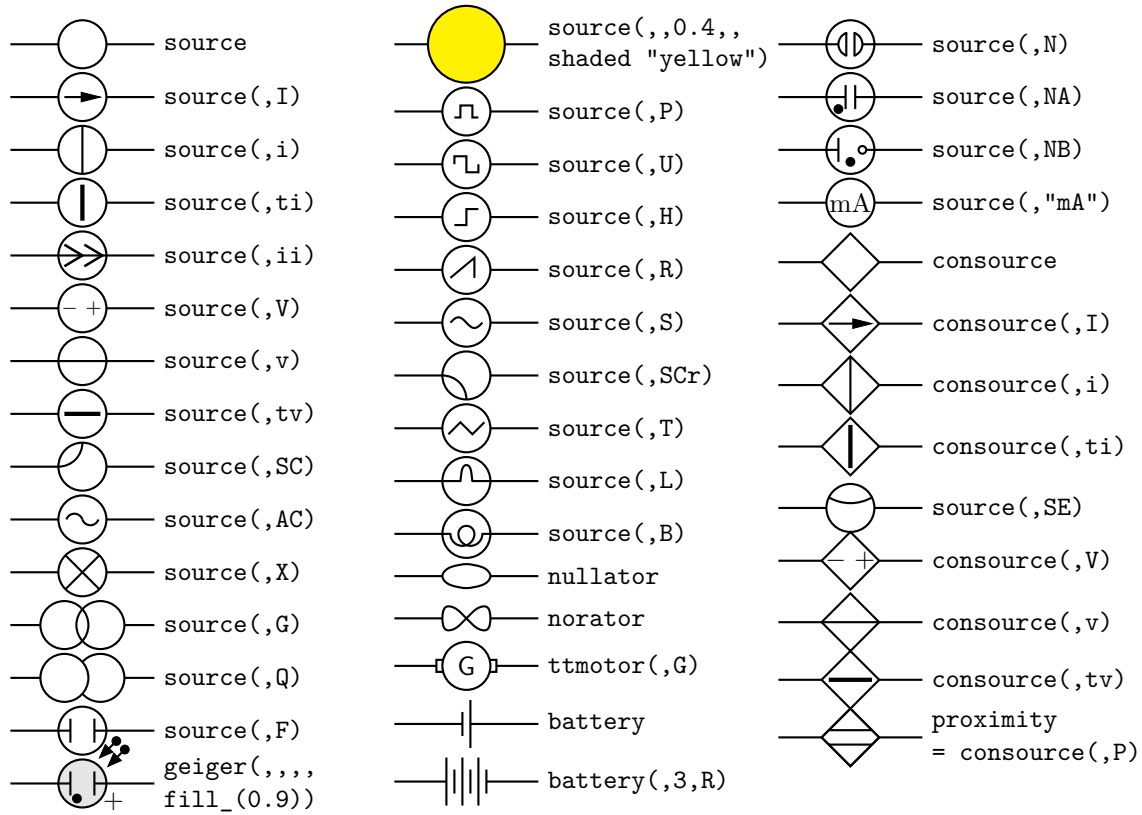 source
source(,I)
source(,i)
source(,ti)
source(,ii)
− +
source(,V)
source(,v)
source(,tv)
source(,SC)
source(,AC)
source(,X)
source(,G)
source(,Q)
source(,F)
geiger(,,,,
fill_(0.9))
+
source(,,0.4,,
shaded "yellow")
source(,P)
source(,U)
source(,H)
source(,R)
source(,S)
source(,SCr)
source(,T)
source(,L)
source(,B)
nullator
norator
G
ttmotor(,G)
battery
battery(,3,R)
source(,N)
source(,NA)
source(,NB)
mA
source(,"mA")
consource
consource(,I)
consource(,i)
consource(,ti)
source(,SE)
− +
consource(,V)
consource(,v)
consource(,tv)
proximity
= consource(,P)